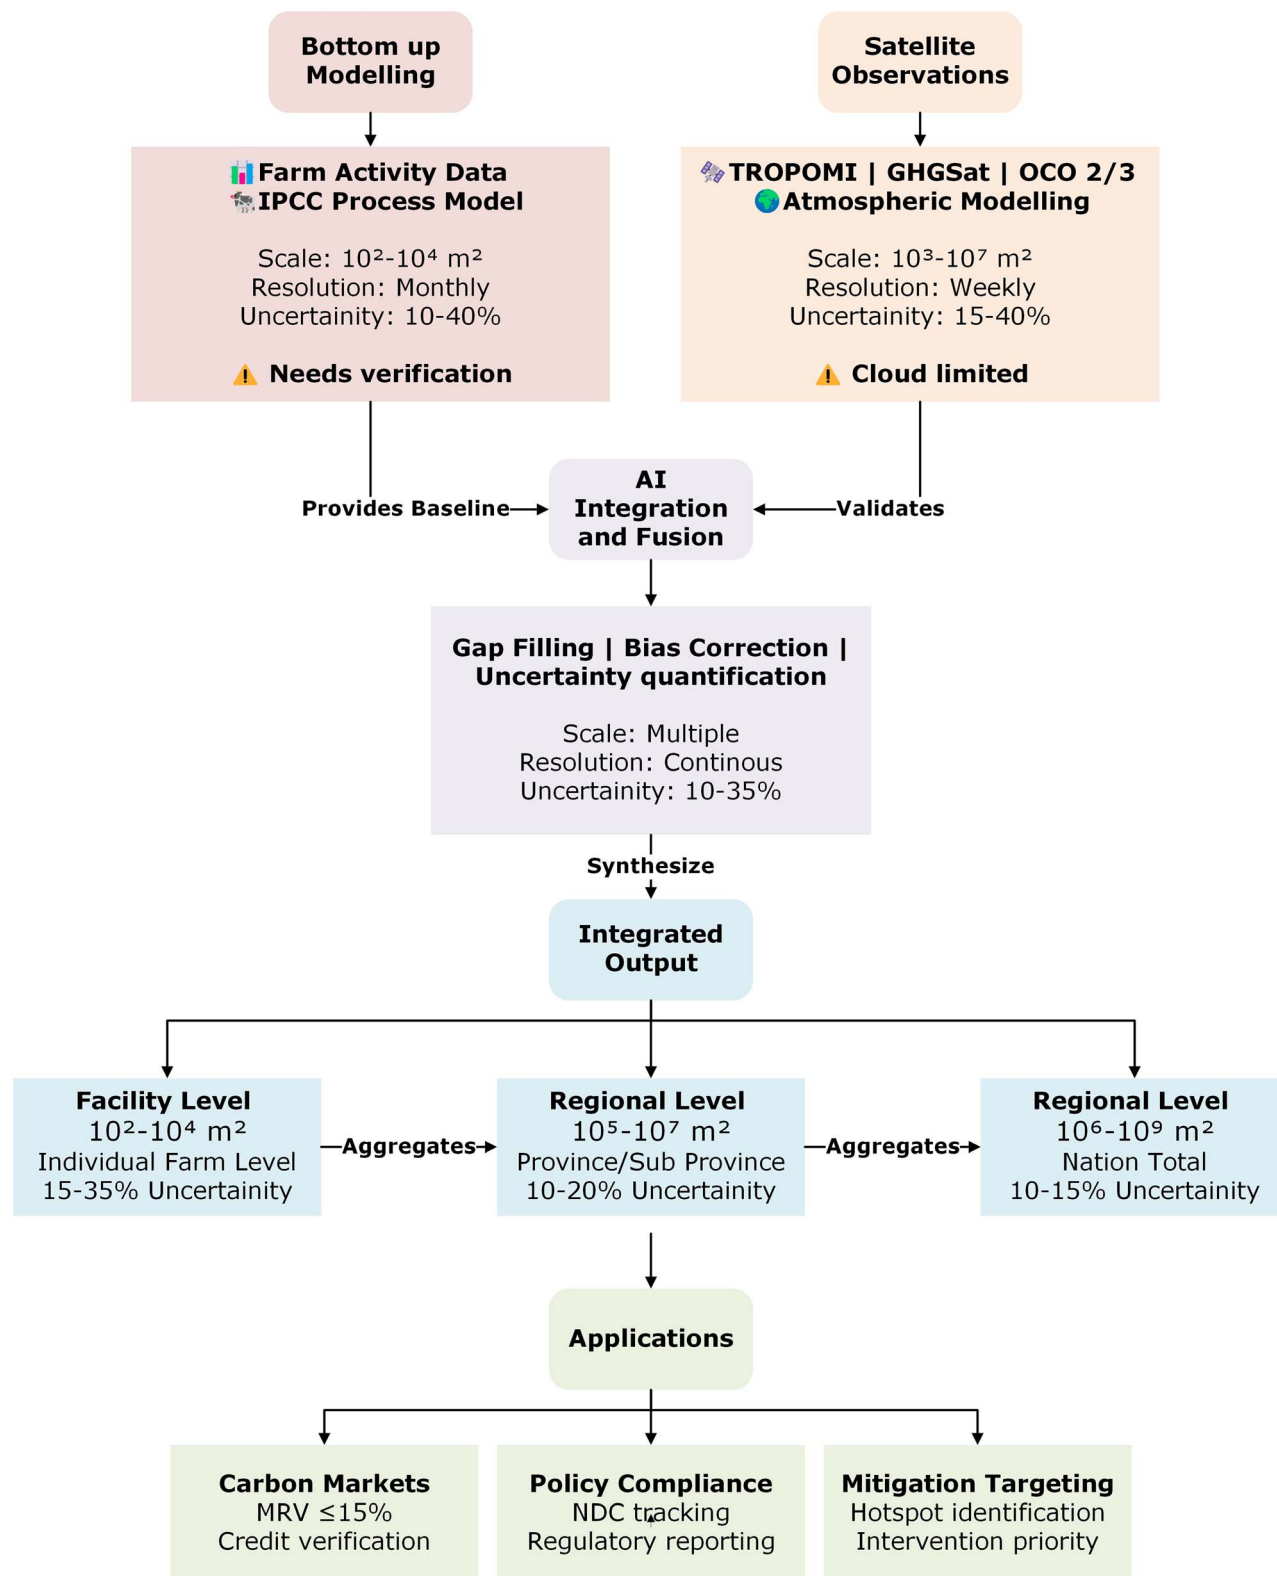 Bottom up
Modelling
Satellite
Observations
Farm Activity Data
IPCC Process Model
Scale: 10²-10⁴ m²
Resolution: Monthly
Uncertainity: 10-40%
Needs verification
TROPOMI | GHGSat | OCO 2/3
Atmospheric Modelling
Scale: 10³-10⁷ m²
Resolution: Weekly
Uncertainity: 15-40%
Cloud limited
Provides Baseline
AI
Integration
and Fusion
Validates
Gap Filling | Bias Correction |
Uncertainty quantification
Scale: Multiple
Resolution: Continous
Uncertainity: 10-35%
Synthesize
Integrated
Output
Facility Level
10²-10⁴ m²
Individual Farm Level
15-35% Uncertainity
Aggregates
Regional Level
10⁵-10⁷ m²
Province/Sub Province
10-20% Uncertainity
Aggregates
Regional Level
10⁶-10⁹ m²
Nation Total
10-15% Uncertainity
Applications
Carbon Markets
MRV ≤15%
Credit verification
Policy Compliance
NDC tracking
Regulatory reporting
Mitigation Targeting
Hotspot identification
Intervention priority